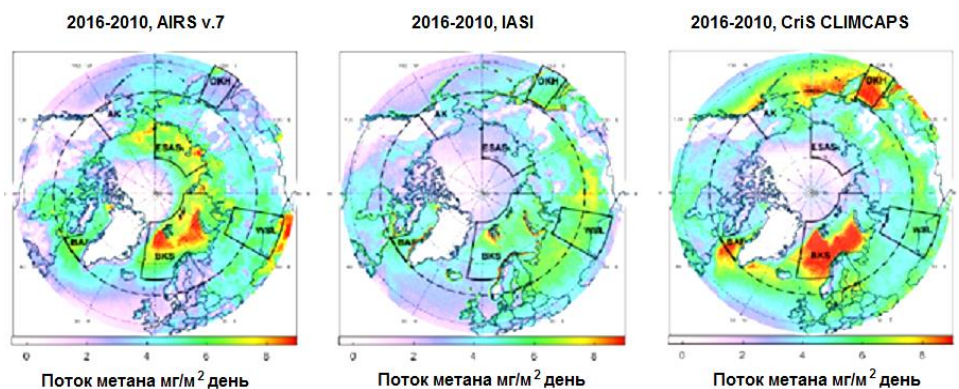 2016-2010, AIRS v.7
2016-2010, IASI
2016-2010, CriS CLIMCAPS
OKH
AK
ESAS
BAF
BKS
WSL
OKH
AK
ESAS
BAF
BKS
WSL
OKH
AK
ESAS
BAF
BKS
WSL
0 2 4 6 8
0 2 4 6 8
0 2 4 6 8
Поток метана мг/м² день
Поток метана мг/м² день
Поток метана мг/м² день